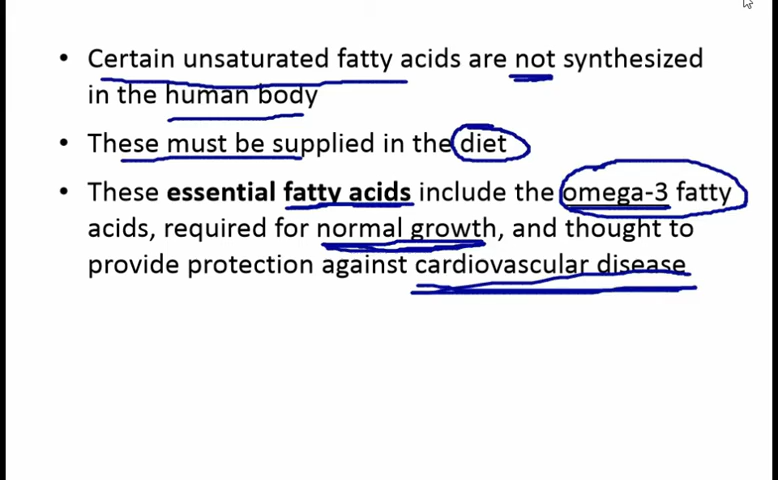 • Certain unsaturated fatty acids are not synthesized
in the human body
• These must be supplied in the diet
• These essential fatty acids include the omega-3 fatty
acids, required for normal growth, and thought to
provide protection against cardiovascular disease